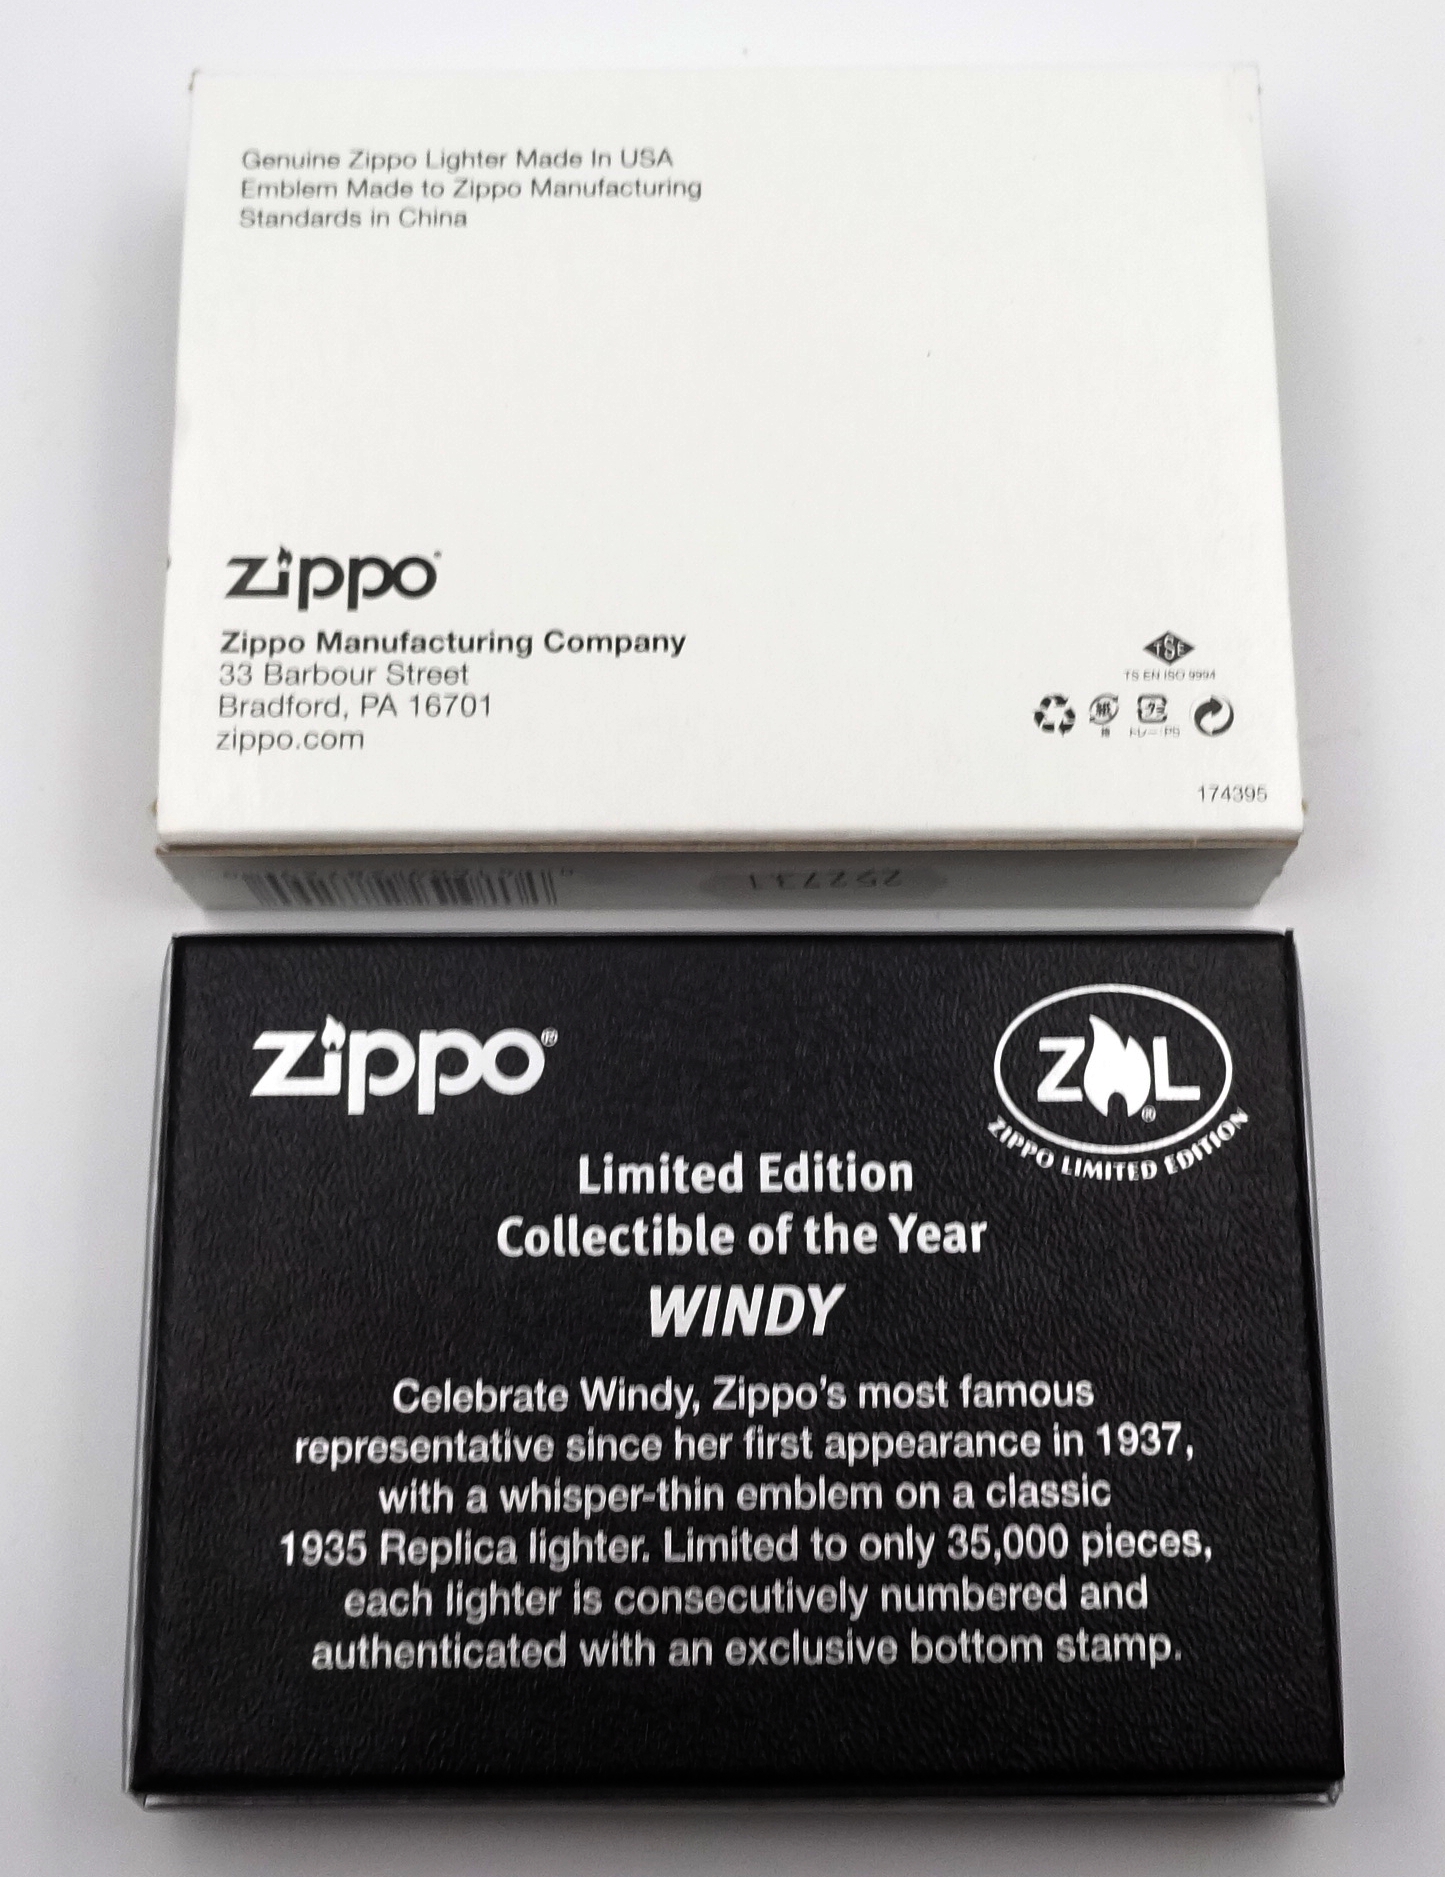 Genuine Zippo Lighter Made In USA
Emblem Made to Zippo Manufacturing
Standards in China
zippo
Zippo Manufacturing Company
33 Barbour Street
Bradford, PA 16701
zippo.com
TSE
TS EN ISO 9994
紙
174395
252731
zippo®
ZL®
ZIPPO LIMITED EDITION
Limited Edition
Collectible of the Year
WINDY
Celebrate Windy, Zippo's most famous
representative since her first appearance in 1937,
with a whisper-thin emblem on a classic
1935 Replica lighter. Limited to only 35,000 pieces,
each lighter is consecutively numbered and
authenticated with an exclusive bottom stamp.